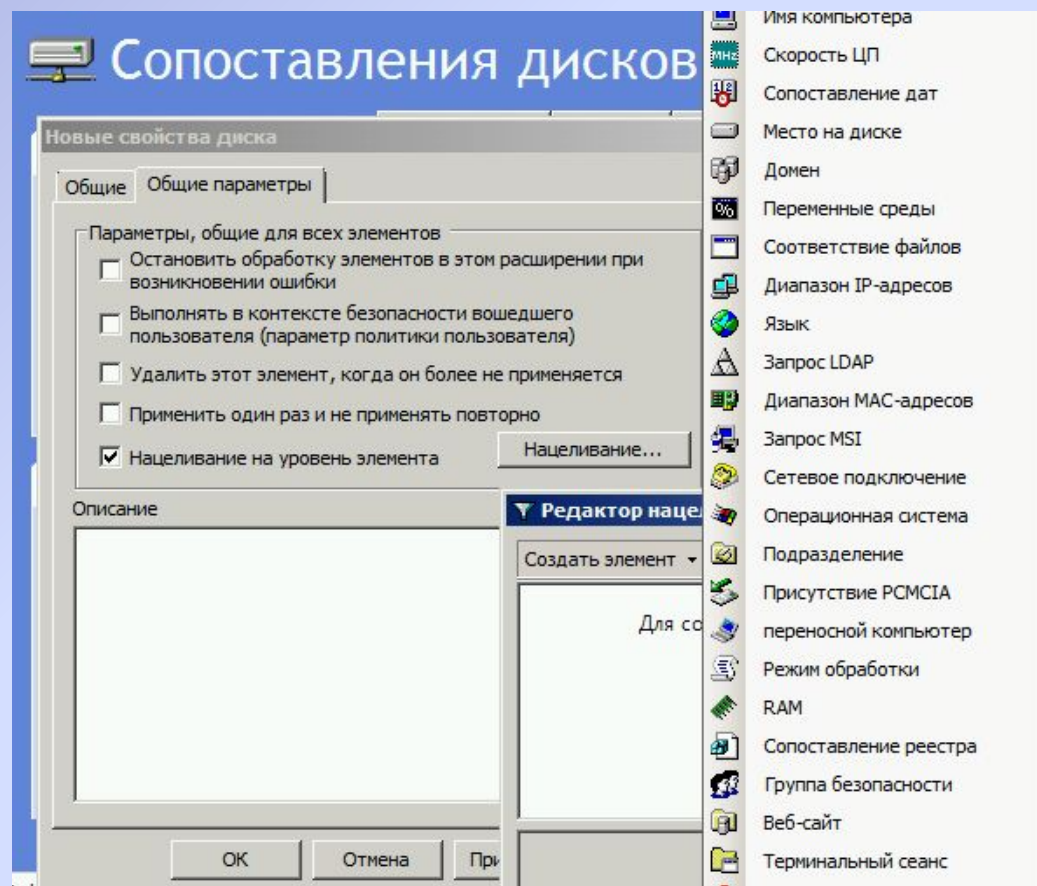 Сопоставления дисков
Новые свойства диска
Общие
Общие параметры
Параметры, общие для всех элементов
Остановить обработку элементов в этом расширении при
возникновении ошибки
Выполнять в контексте безопасности вошедшего
пользователя (параметр политики пользователя)
Удалить этот элемент, когда он более не применяется
Применить один раз и не применять повторно
Нацеливание на уровень элемента
Нацеливание...
Описание
Редактор нацел
Создать элемент
Для со
ОК
Отмена
При
Имя компьютера
MHz
Скорость ЦП
Сопоставление дат
Место на диске
Домен
%
Переменные среды
Соответствие файлов
Диапазон IP-адресов
Язык
Запрос LDAP
Диапазон MAC-адресов
Запрос MSI
Сетевое подключение
Операционная система
Подразделение
Присутствие PCMCIA
переносной компьютер
Режим обработки
RAM
Сопоставление реестра
Группа безопасности
Веб-сайт
Терминальный сеанс